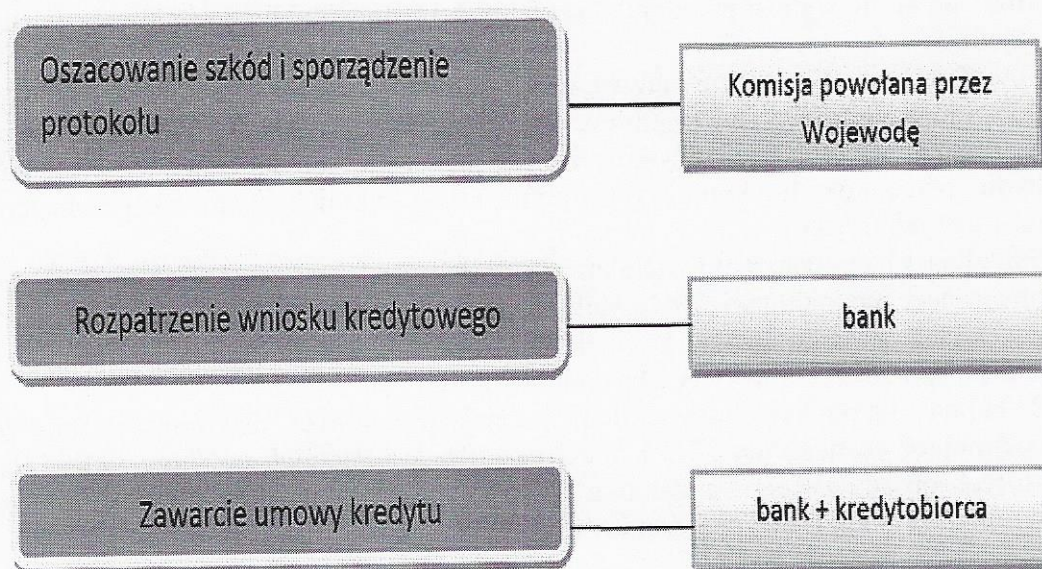 Oszacowanie szkód i sporządzenie
protokołu
Komisja powołana przez
Wojewodę
Rozpatrzenie wniosku kredytowego
bank
Zawarcie umowy kredytu
bank + kredytobiorca